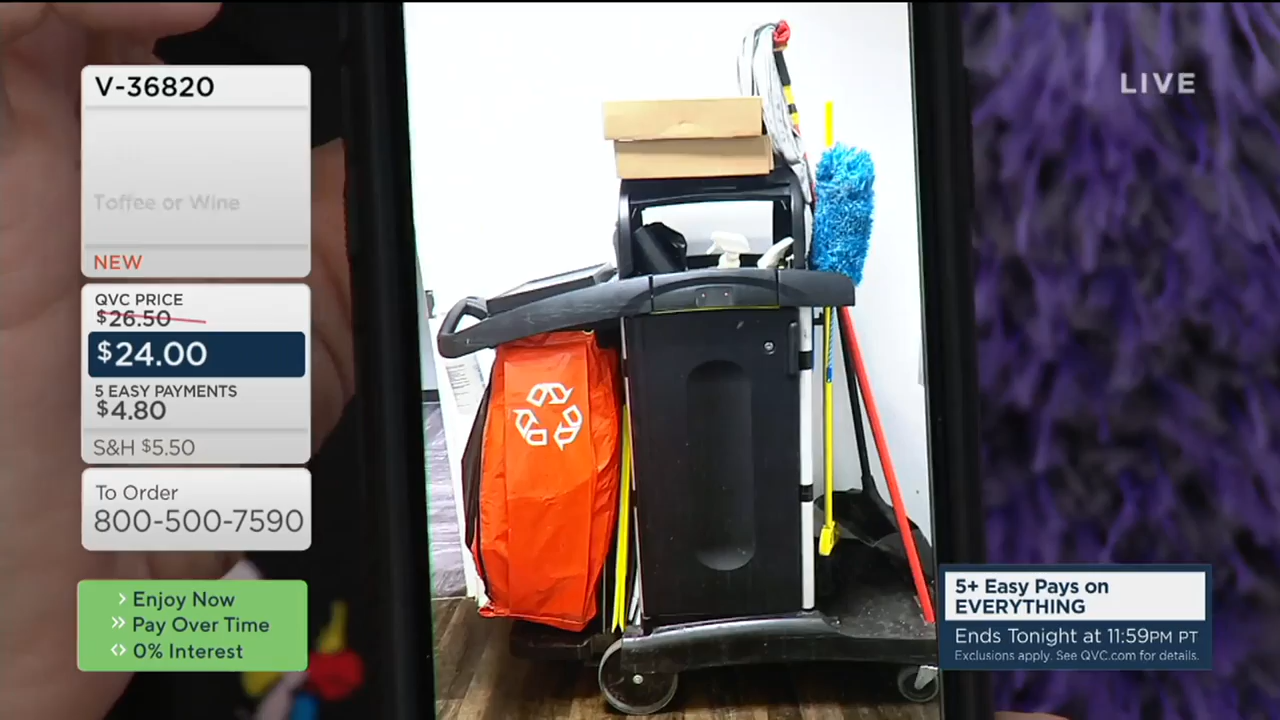 V-36820
Toffee or Wine
NEW
QVC PRICE
$26.50
$24.00
5 EASY PAYMENTS
$4.80
S&H $5.50
To Order
800-500-7590
> Enjoy Now
>> Pay Over Time
<> 0% Interest
LIVE
5+ Easy Pays on
EVERYTHING
Ends Tonight at 11:59PM PT
Exclusions apply. See QVC.com for details.